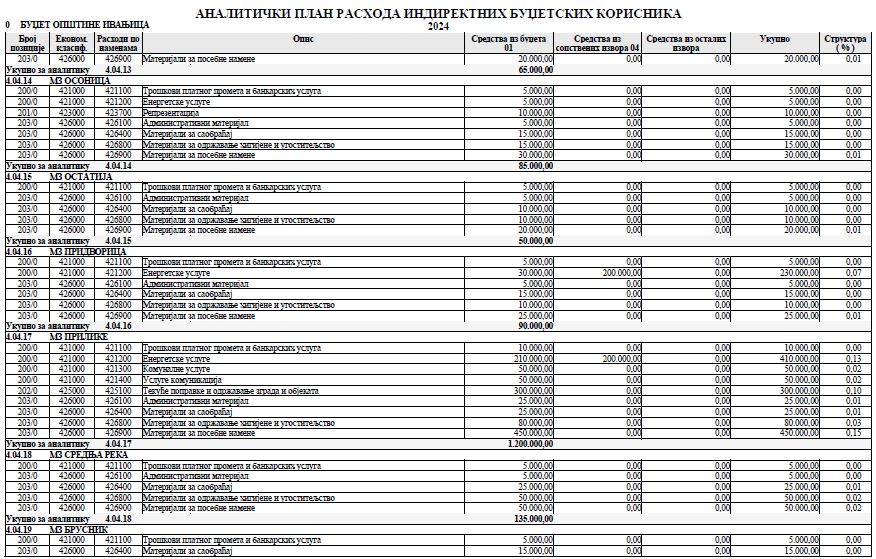 АНАЛИТИЧКИ ПЛАН РАСХОДА ИНДИРЕКТНИХ БУЏЕТСКИХ КОРИСНИКА
0 БУЏЕТ ОПШТИНЕ ИВАЊИЦА 2024
Број позиције Економ. класиф. Расходи по наменама Опис Средства из буџета 01 Средства из сопствених извора 04 Средства из осталих извора Укупно Структура ( % )
203/0 426000 426900 Материјали за посебне намене 20.000,00 0,00 0,00 20.000,00 0,01
Укупно за аналитику 4.04.13 65.000,00
4.04.14 МЗ ОСОНИЦА
200/0 421000 421100 Трошкови платног промета и банкарских услуга 5.000,00 0,00 0,00 5.000,00 0,00
200/0 421000 421200 Енергетске услуге 5.000,00 0,00 0,00 5.000,00 0,00
201/0 423000 423700 Репрезентација 10.000,00 0,00 0,00 10.000,00 0,00
203/0 426000 426100 Административни материјал 5.000,00 0,00 0,00 5.000,00 0,00
203/0 426000 426400 Материјали за саобраћај 15.000,00 0,00 0,00 15.000,00 0,00
203/0 426000 426800 Материјали за одржавање хигијене и угоститељство 15.000,00 0,00 0,00 15.000,00 0,00
203/0 426000 426900 Материјали за посебне намене 30.000,00 0,00 0,00 30.000,00 0,01
Укупно за аналитику 4.04.14 85.000,00
4.04.15 МЗ ОСТАТИЈА
200/0 421000 421100 Трошкови платног промета и банкарских услуга 5.000,00 0,00 0,00 5.000,00 0,00
203/0 426000 426100 Административни материјал 5.000,00 0,00 0,00 5.000,00 0,00
203/0 426000 426400 Материјали за саобраћај 10.000,00 0,00 0,00 10.000,00 0,00
203/0 426000 426800 Материјали за одржавање хигијене и угоститељство 10.000,00 0,00 0,00 10.000,00 0,00
203/0 426000 426900 Материјали за посебне намене 20.000,00 0,00 0,00 20.000,00 0,01
Укупно за аналитику 4.04.15 50.000,00
4.04.16 МЗ ПРИДВОРИЦА
200/0 421000 421100 Трошкови платног промета и банкарских услуга 5.000,00 0,00 0,00 5.000,00 0,00
200/0 421000 421200 Енергетске услуге 30.000,00 200.000,00 0,00 230.000,00 0,07
203/0 426000 426100 Административни материјал 5.000,00 0,00 0,00 5.000,00 0,00
203/0 426000 426400 Материјали за саобраћај 15.000,00 0,00 0,00 15.000,00 0,00
203/0 426000 426800 Материјали за одржавање хигијене и угоститељство 10.000,00 0,00 0,00 10.000,00 0,00
203/0 426000 426900 Материјали за посебне намене 25.000,00 0,00 0,00 25.000,00 0,01
Укупно за аналитику 4.04.16 90.000,00
4.04.17 МЗ ПРИЛИКЕ
200/0 421000 421100 Трошкови платног промета и банкарских услуга 10.000,00 0,00 0,00 10.000,00 0,00
200/0 421000 421200 Енергетске услуге 210.000,00 200.000,00 0,00 410.000,00 0,13
200/0 421000 421300 Комуналне услуге 50.000,00 0,00 0,00 50.000,00 0,02
200/0 421000 421400 Услуге комуникација 50.000,00 0,00 0,00 50.000,00 0,02
202/0 425000 425100 Текуће поправке и одржавање зграда и објеката 300.000,00 0,00 0,00 300.000,00 0,10
203/0 426000 426100 Административни материјал 25.000,00 0,00 0,00 25.000,00 0,01
203/0 426000 426400 Материјали за саобраћај 25.000,00 0,00 0,00 25.000,00 0,01
203/0 426000 426800 Материјали за одржавање хигијене и угоститељство 80.000,00 0,00 0,00 80.000,00 0,03
203/0 426000 426900 Материјали за посебне намене 450.000,00 0,00 0,00 450.000,00 0,15
Укупно за аналитику 4.04.17 1.200.000,00
4.04.18 МЗ СРЕДЊА РЕКА
200/0 421000 421100 Трошкови платног промета и банкарских услуга 5.000,00 0,00 0,00 5.000,00 0,00
203/0 426000 426100 Административни материјал 5.000,00 0,00 0,00 5.000,00 0,00
203/0 426000 426400 Материјали за саобраћај 25.000,00 0,00 0,00 25.000,00 0,01
203/0 426000 426800 Материјали за одржавање хигијене и угоститељство 50.000,00 0,00 0,00 50.000,00 0,02
203/0 426000 426900 Материјали за посебне намене 50.000,00 0,00 0,00 50.000,00 0,02
Укупно за аналитику 4.04.18 135.000,00
4.04.19 МЗ БРУСНИК
200/0 421000 421100 Трошкови платног промета и банкарских услуга 5.000,00 0,00 0,00 5.000,00 0,00
203/0 426000 426400 Материјали за саобраћај 15.000,00 0,00 0,00 15.000,00 0,00